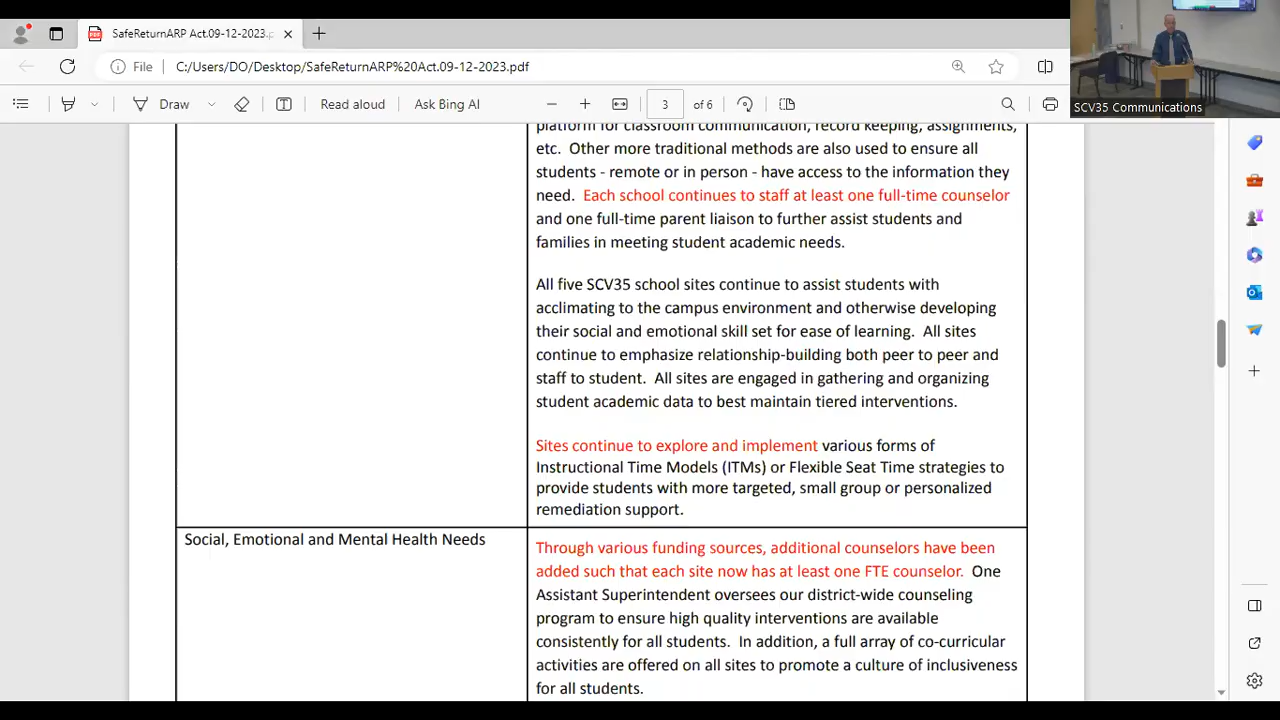 SafeReturnARP Act.09-12-2023.p
File C:/Users/DO/Desktop/SafeReturnARP%20Act.09-12-2023.pdf
SCV35 Communications
Draw Read aloud Ask Bing AI 3 of 6
platform for classroom communication, record keeping, assignments,
etc. Other more traditional methods are also used to ensure all
students - remote or in person - have access to the information they
need. Each school continues to staff at least one full-time counselor
and one full-time parent liaison to further assist students and
families in meeting student academic needs.
All five SCV35 school sites continue to assist students with
acclimating to the campus environment and otherwise developing
their social and emotional skill set for ease of learning. All sites
continue to emphasize relationship-building both peer to peer and
staff to student. All sites are engaged in gathering and organizing
student academic data to best maintain tiered interventions.
Sites continue to explore and implement various forms of
Instructional Time Models (ITMs) or Flexible Seat Time strategies to
provide students with more targeted, small group or personalized
remediation support.
Social, Emotional and Mental Health Needs
Through various funding sources, additional counselors have been
added such that each site now has at least one FTE counselor. One
Assistant Superintendent oversees our district-wide counseling
program to ensure high quality interventions are available
consistently for all students. In addition, a full array of co-curricular
activities are offered on all sites to promote a culture of inclusiveness
for all students.